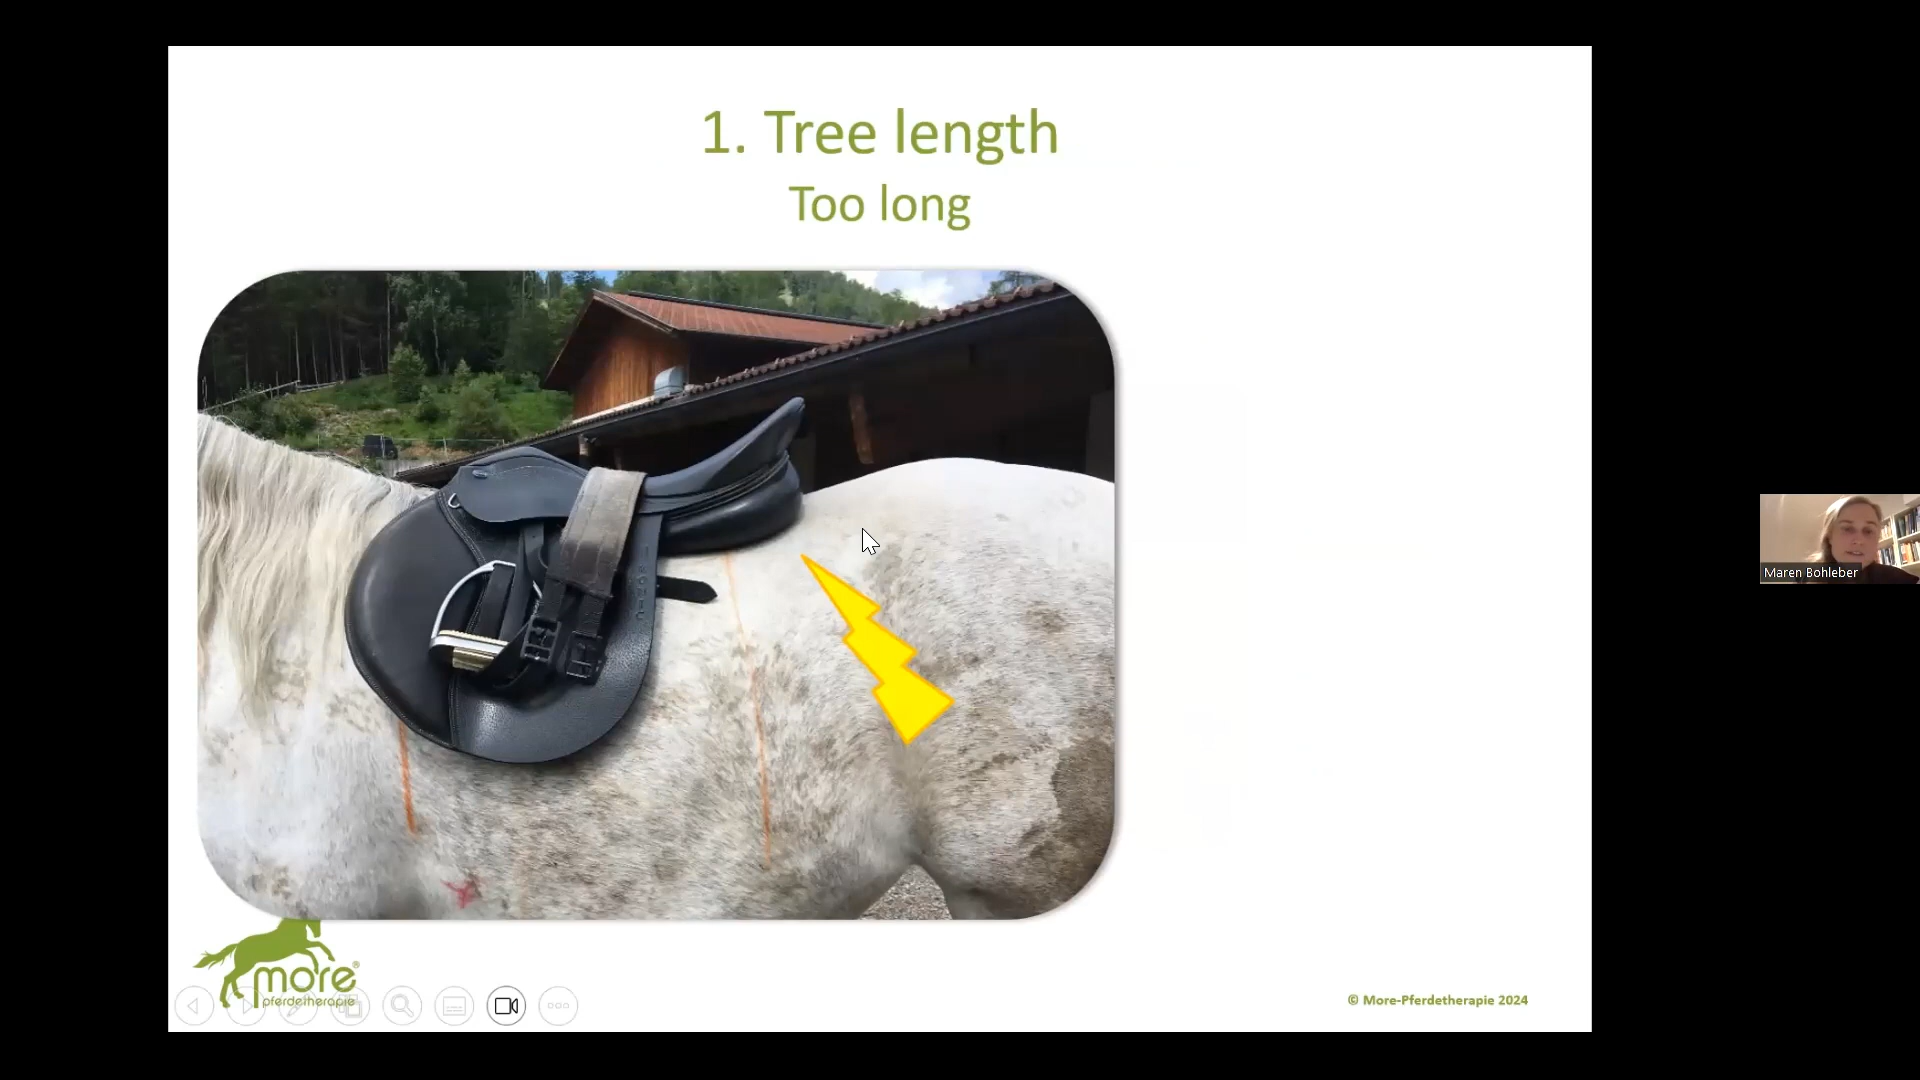 1. Tree length
Too long
Maren Bohleber
more®
pferdetherapie
© More-Pferdetherapie 2024